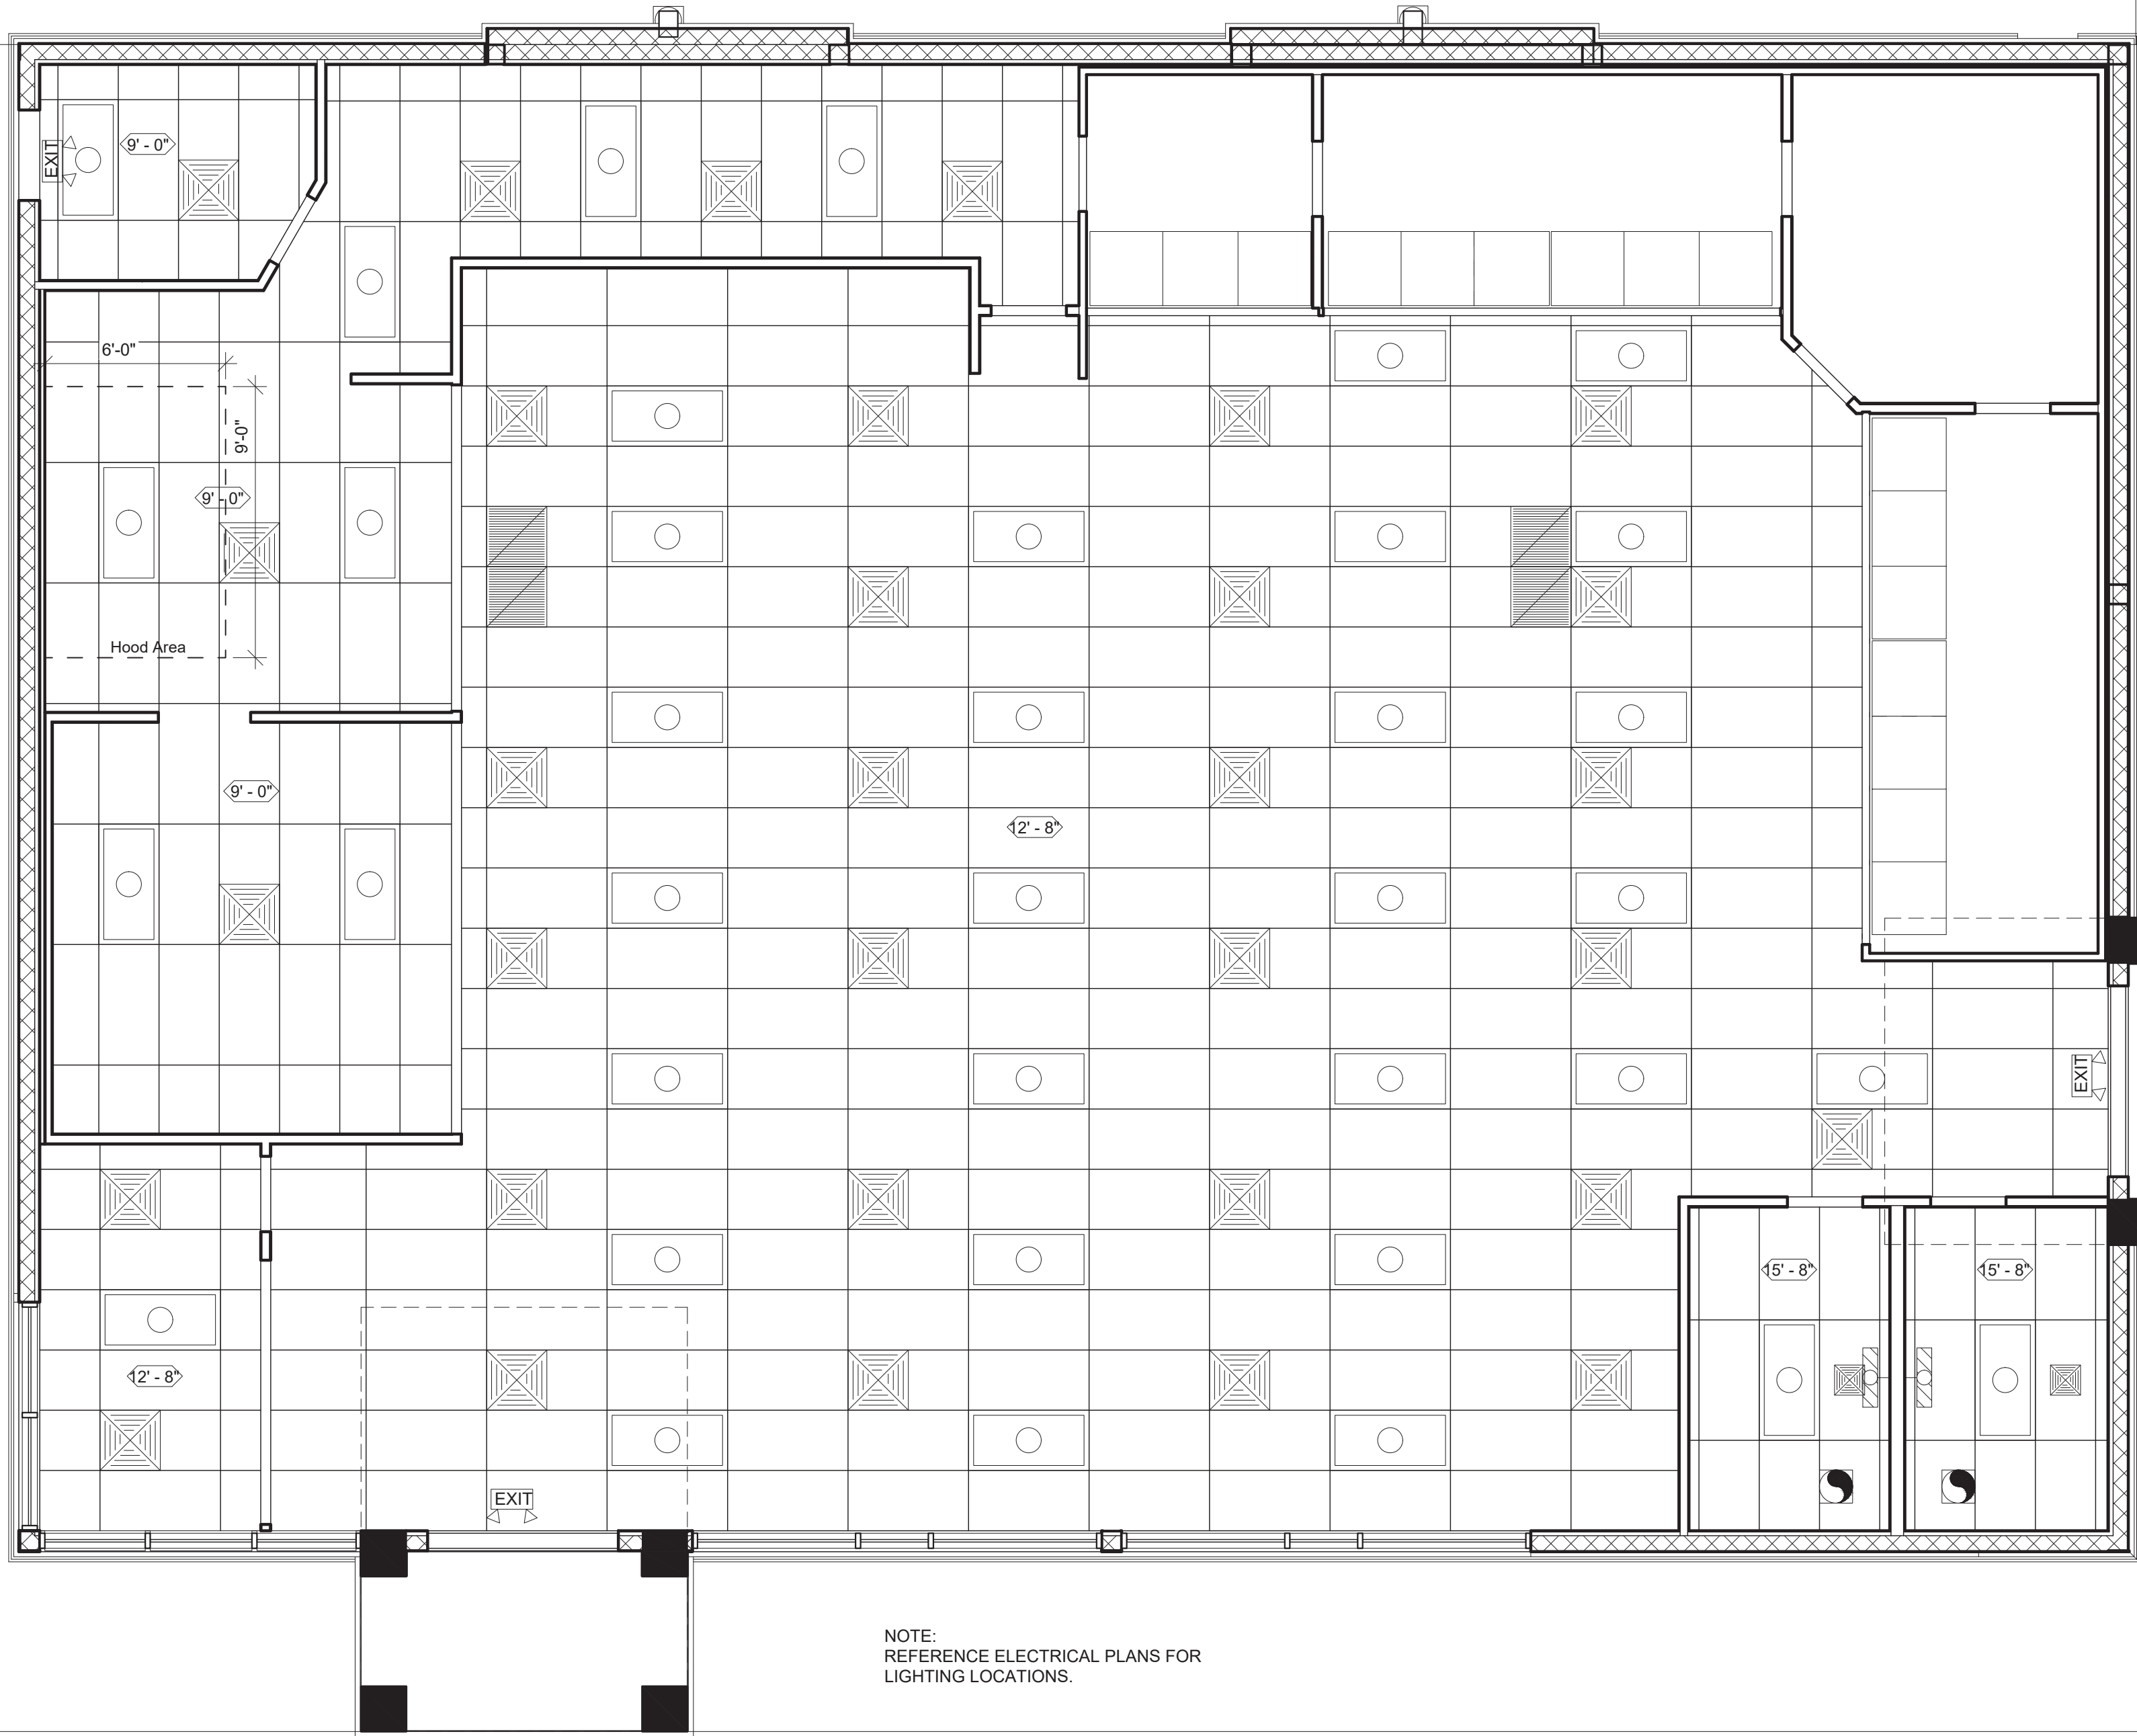 EXIT
9' - 0"
6'-0"
9'-0"
9' - 0"
Hood Area
9' - 0"
12' - 8"
EXIT
15' - 8"
15' - 8"
12' - 8"
EXIT
NOTE:
REFERENCE ELECTRICAL PLANS FOR
LIGHTING LOCATIONS.